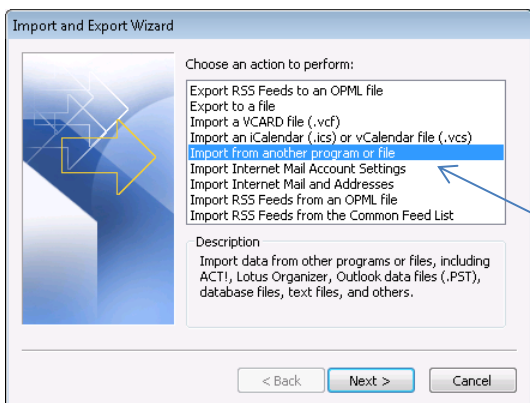 Import and Export Wizard
Choose an action to perform:
Export RSS Feeds to an OPML file
Export to a file
Import a VCARD file (.vcf)
Import an iCalendar (.ics) or vCalendar file (.vcs)
Import from another program or file
Import Internet Mail Account Settings
Import Internet Mail and Addresses
Import RSS Feeds from an OPML file
Import RSS Feeds from the Common Feed List
Description
Import data from other programs or files, including
ACT!, Lotus Organizer, Outlook data files (.PST),
database files, text files, and others.
< Back Next > Cancel